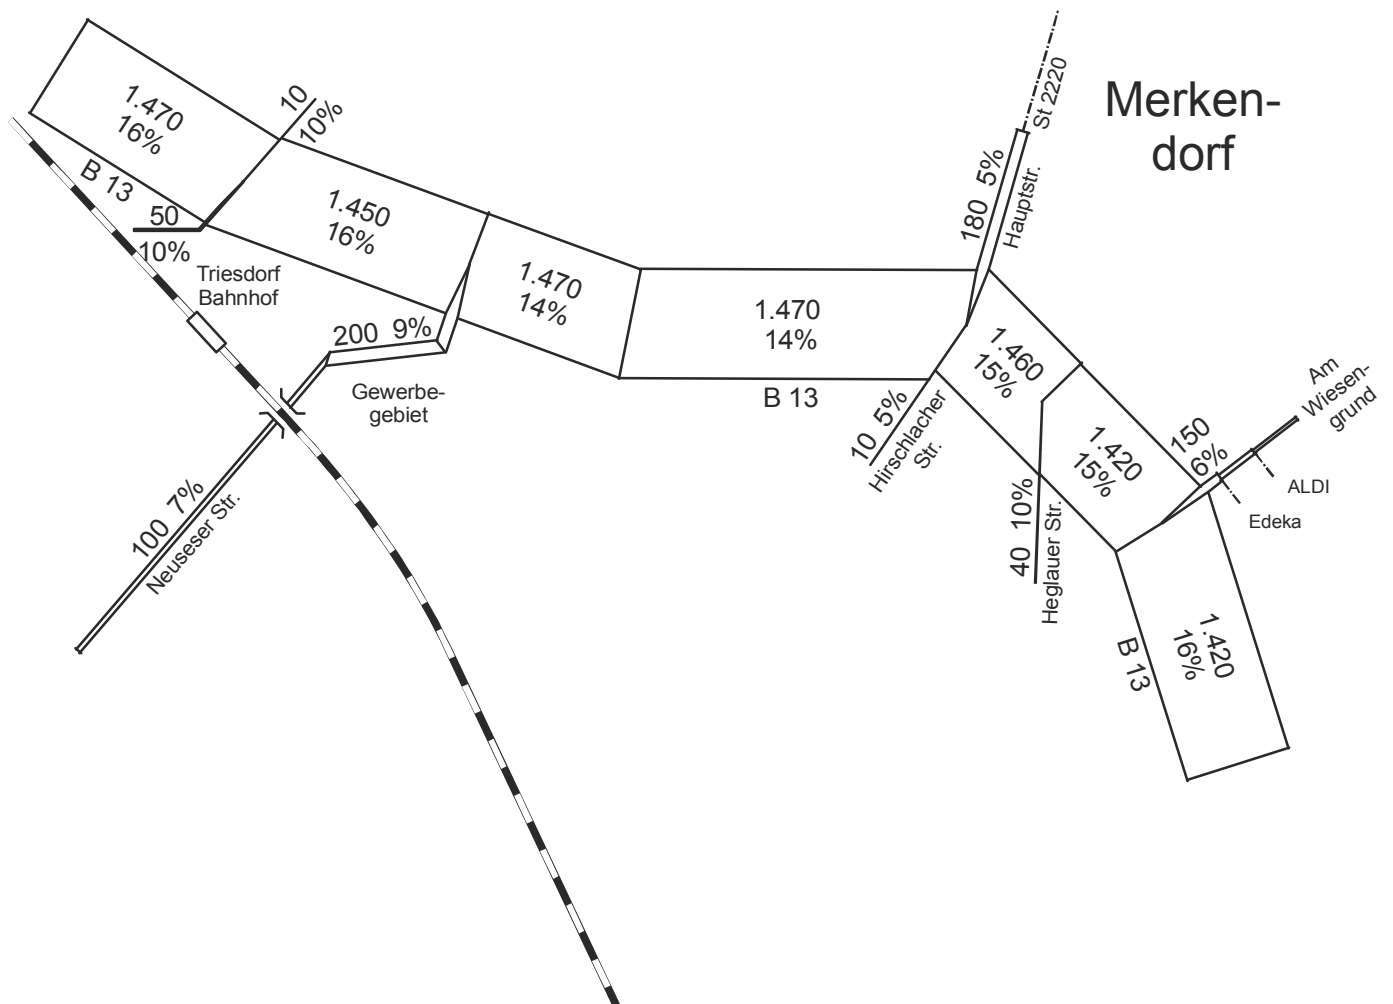 Merken-
dorf
St 2220
180 5%
Hauptstr.
1.470
16%
10
10%
B 13
50
10%
Triesdorf
Bahnhof
1.450
16%
1.470
14%
200 9%
Gewerbe-
gebiet
100 7%
Neuseser Str.
1.470
14%
B 13
10 5%
Hirschlacher
Str.
1.460
15%
40 10%
Heglauer Str.
1.420
15%
150
6%
Am
Wiesen-
grund
ALDI
Edeka
1.420
16%
B 13